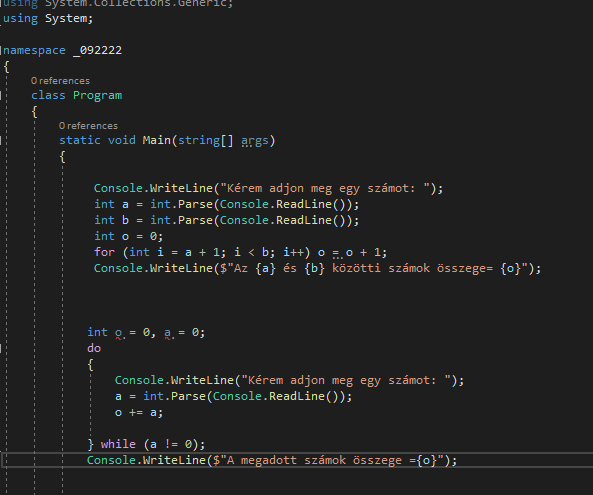 using System.Collections.Generic;
using System;
namespace _092222
{
0 references
class Program
{
0 references
static void Main(string[] args)
{
Console.WriteLine("Kérem adjon meg egy számot: ");
int a = int.Parse(Console.ReadLine());
int b = int.Parse(Console.ReadLine());
int o = 0;
for (int i = a + 1; i < b; i++) o = o + 1;
Console.WriteLine($"Az {a} és {b} közötti számok összege= {o}");
int o = 0, a = 0;
do
{
Console.WriteLine("Kérem adjon meg egy számot: ");
a = int.Parse(Console.ReadLine());
o += a;
} while (a != 0);
Console.WriteLine($"A megadott számok összege ={o}");